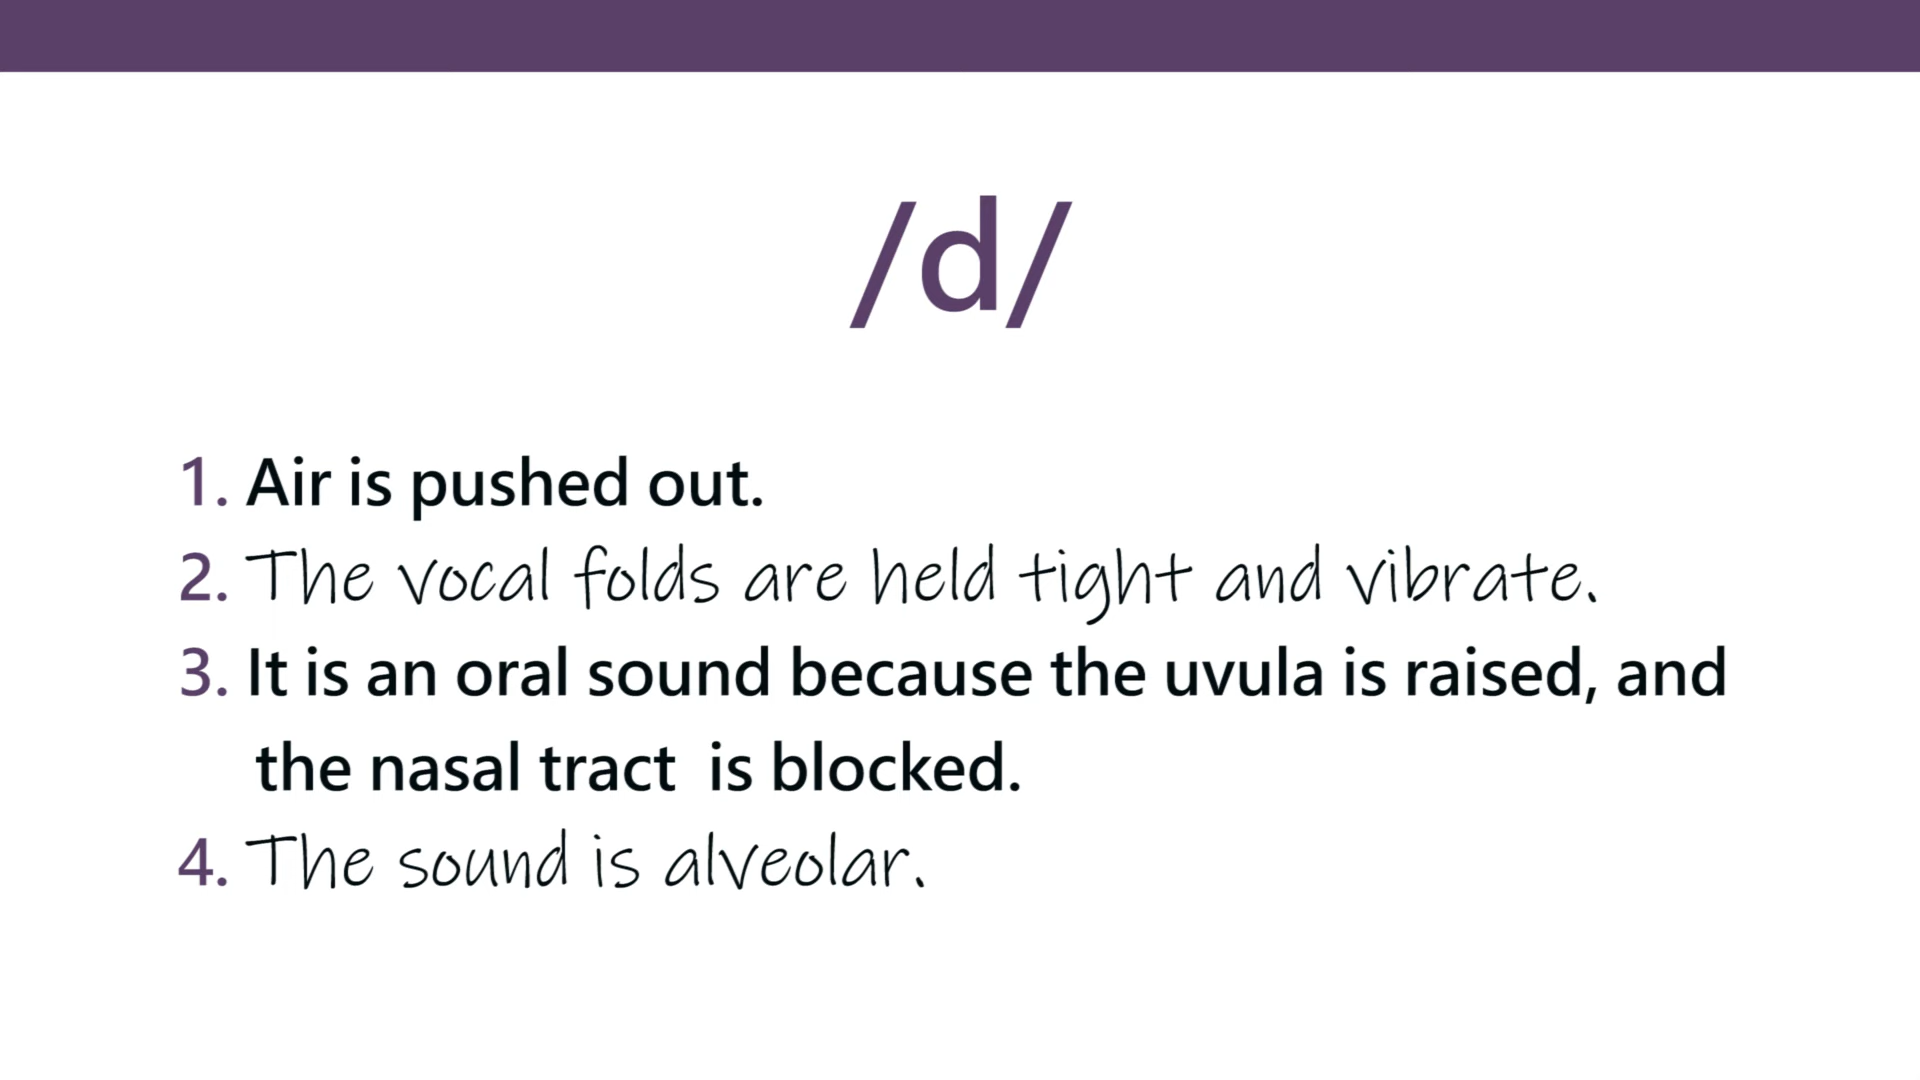 /d/
1. Air is pushed out.
2. The vocal folds are held tight and vibrate.
3. It is an oral sound because the uvula is raised, and
the nasal tract  is blocked.
4. The sound is alveolar.